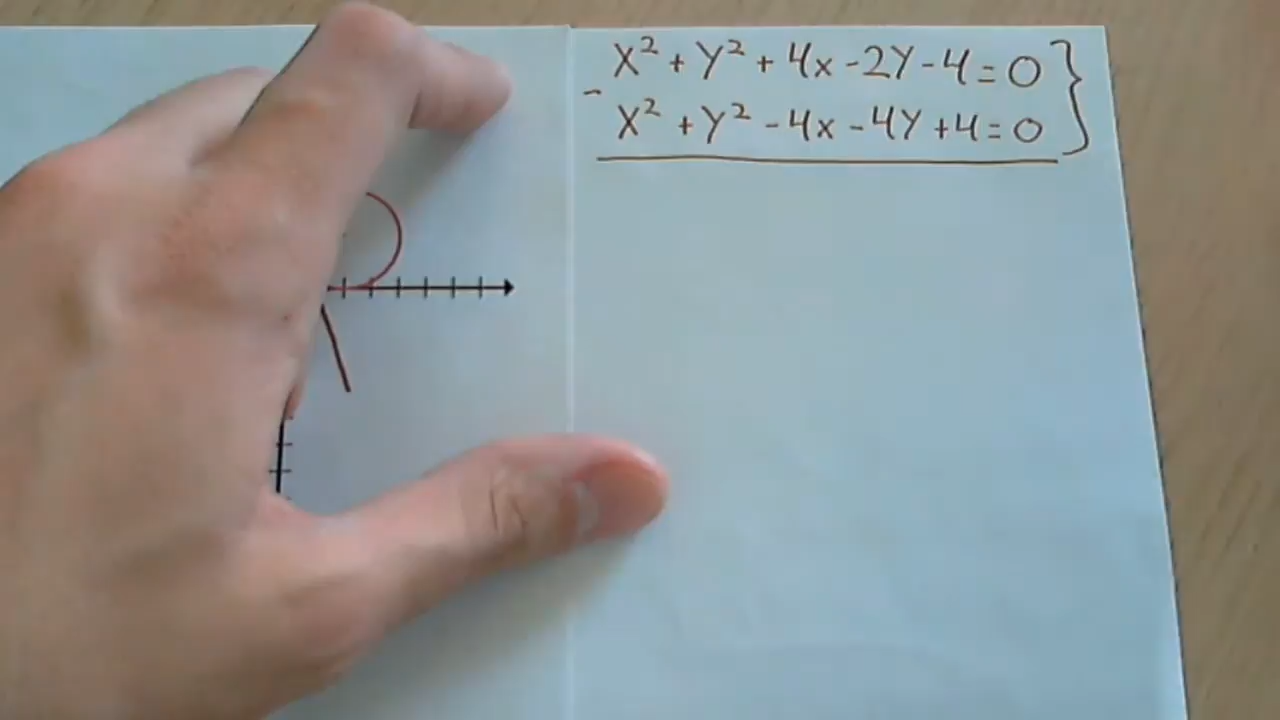 x² + y² + 4x - 2y - 4 = 0 }
- x² + y² - 4x - 4y + 4 = 0